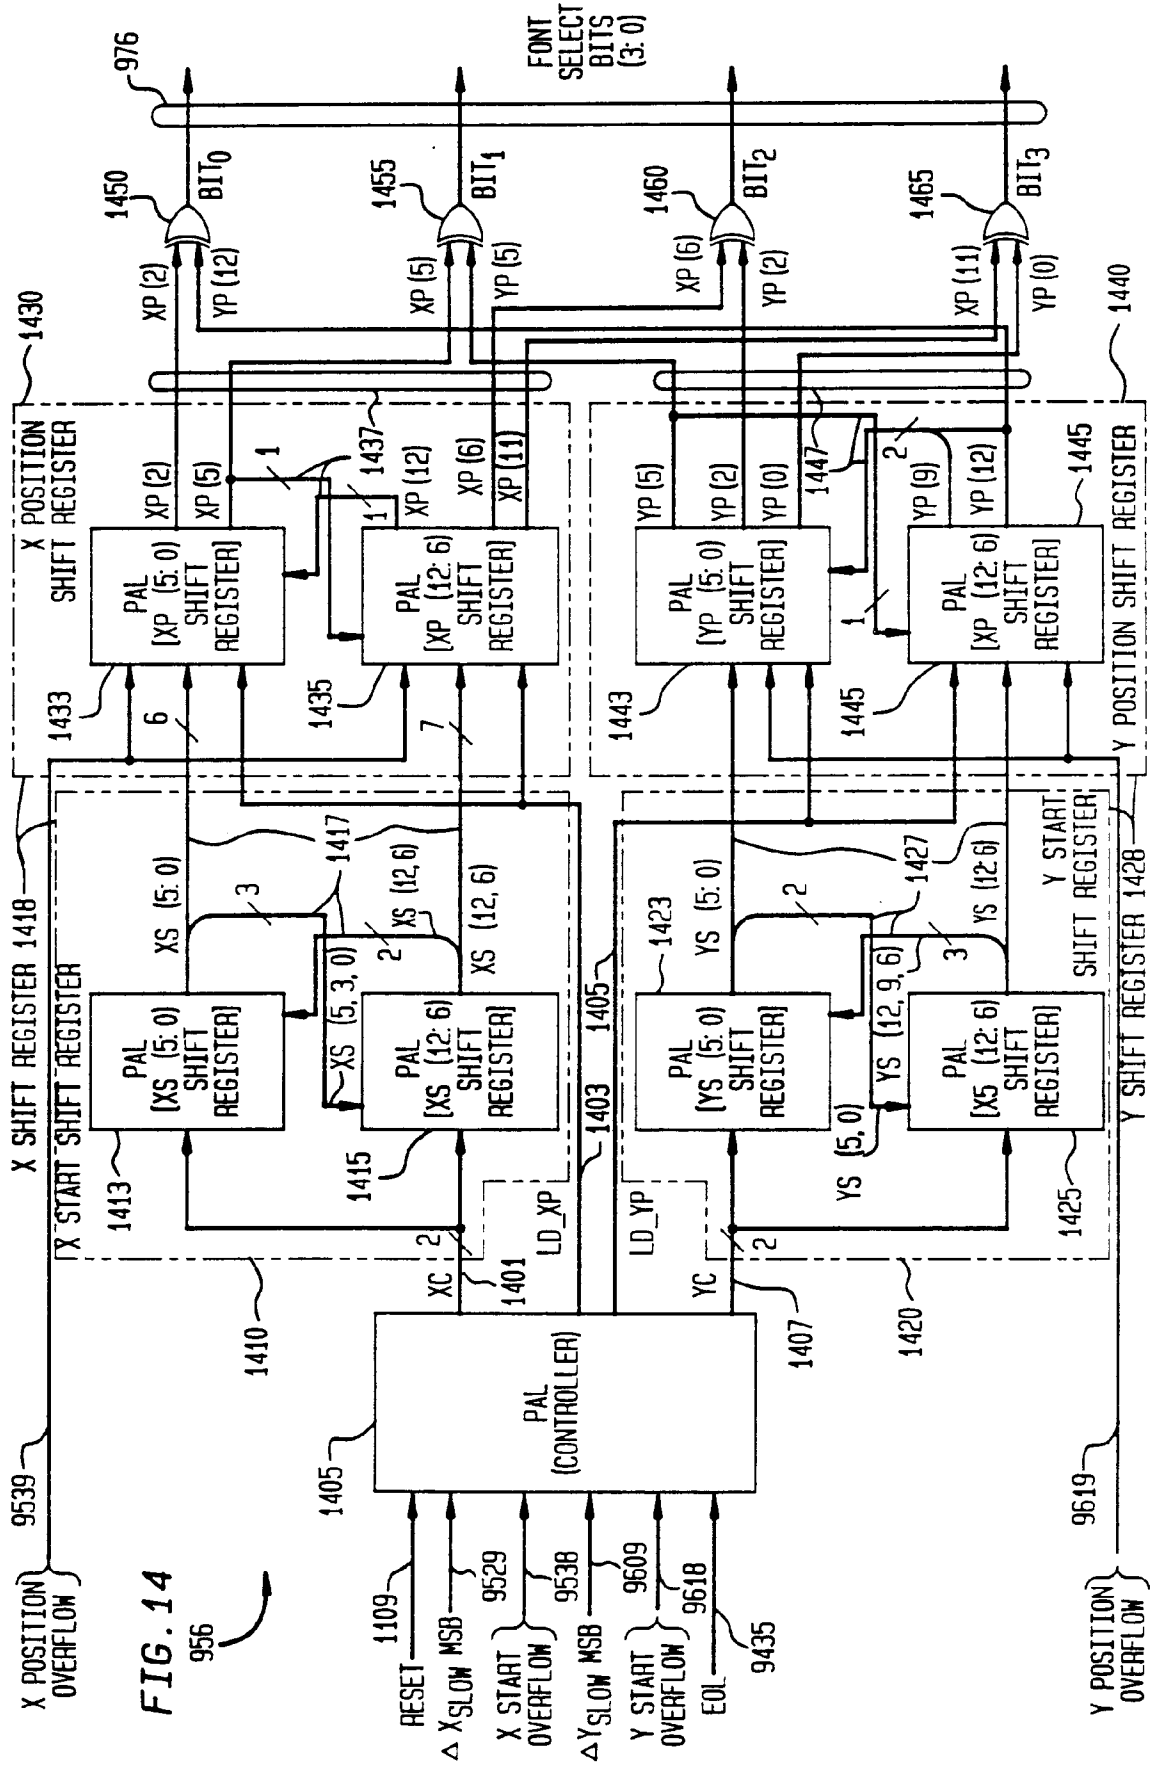 FIG. 14
956
X POSITION
OVERFLOW
9539
RESET
1109
Δ X SLOW MSB
9529
X START
OVERFLOW
9538
Δ Y SLOW MSB
9609
Y START
OVERFLOW
9618
EOL
9435
Y POSITION
OVERFLOW
9619
1405
PAL
(CONTROLLER)
XC
1401
2
LD_XP
1403
LD_YP
1405
YC
1407
2
1410
1420
X SHIFT REGISTER 1418
X START SHIFT REGISTER
1413
PAL
[XS (5:0)
SHIFT
REGISTER]
XS (5:0)
3
1417
XS (5,3,0)
2
XS (12,6)
1415
PAL
[XS (12:6)
SHIFT
REGISTER]
XS (12,6)
1423
PAL
[YS (5:0)
SHIFT
REGISTER]
YS (5:0)
2
1427
YS (12,9,6)
3
YS (5,0)
1425
PAL
[X5 (12:6)
SHIFT
REGISTER]
YS (12:6)
Y START
SHIFT REGISTER
Y SHIFT REGISTER 1428
X POSITION
SHIFT REGISTER
1430
1433
6
PAL
[XP (5:0)
SHIFT
REGISTER]
XP (2)
XP (5)
1
1437
1
XP (12)
1435
7
PAL
[XP (12:6)
SHIFT
REGISTER]
XP (6)
XP (11)
1443
PAL
[YP (5:0)
SHIFT
REGISTER]
YP (5)
YP (2)
YP (0)
1447
1
2
YP (9)
1445
PAL
[XP (12:6)
SHIFT
REGISTER]
YP (12)
1445
Y POSITION SHIFT REGISTER
1440
XP (2)
YP (12)
1450
BIT0
XP (5)
YP (5)
1455
BIT1
XP (6)
YP (2)
1460
BIT2
XP (11)
YP (0)
1465
BIT3
976
FONT
SELECT
BITS
(3:0)